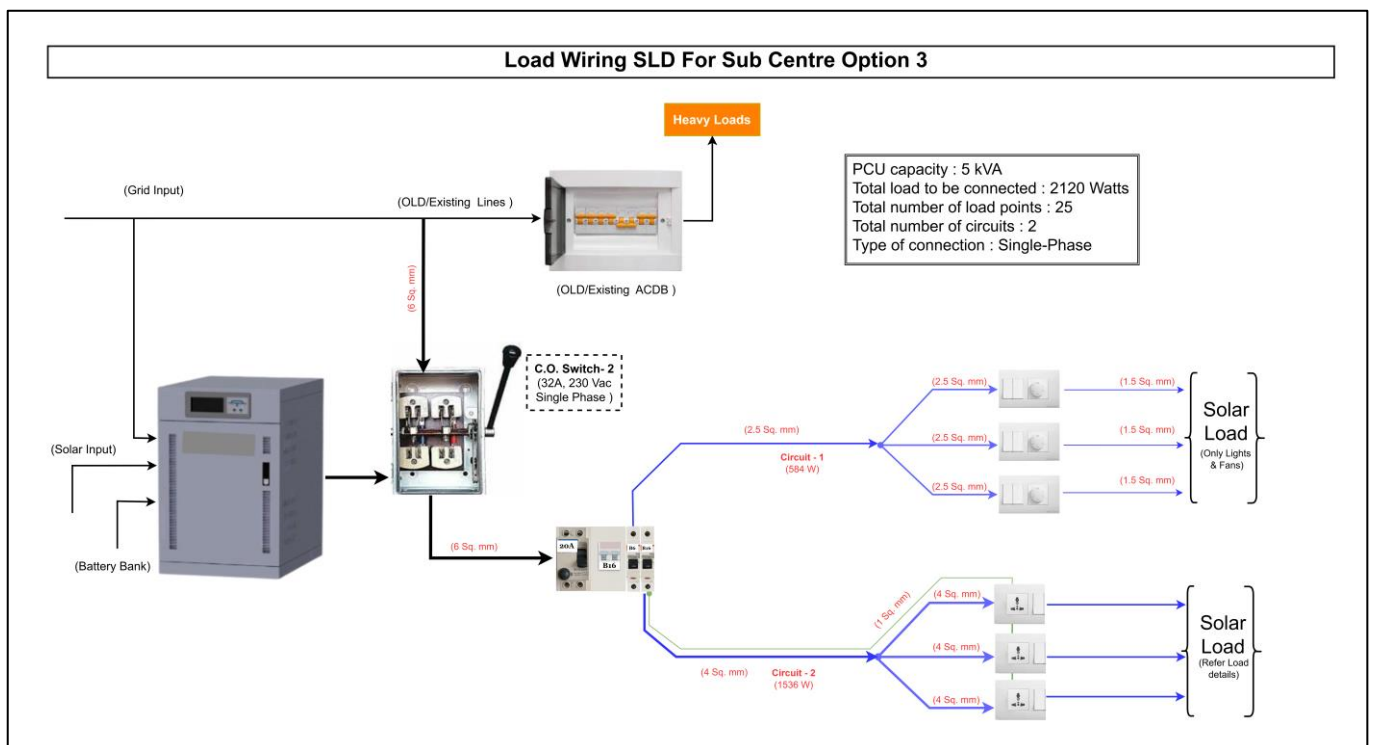 Load Wiring SLD For Sub Centre Option 3
Heavy Loads
(Grid Input)
(OLD/Existing Lines )
(6 Sq. mm)
(OLD/Existing ACDB )
PCU capacity : 5 kVA
Total load to be connected : 2120 Watts
Total number of load points : 25
Total number of circuits : 2
Type of connection : Single-Phase
C.O. Switch- 2
(32A, 230 Vac
Single Phase )
(Solar Input)
(Battery Bank)
(6 Sq. mm)
20A
B16
B6
B16
(2.5 Sq. mm)
Circuit - 1
(584 W)
(2.5 Sq. mm)
(1.5 Sq. mm)
(2.5 Sq. mm)
(1.5 Sq. mm)
(2.5 Sq. mm)
(1.5 Sq. mm)
Solar
Load
(Only Lights
& Fans)
(1 Sq. mm)
(4 Sq. mm)
Circuit - 2
(1536 W)
(4 Sq. mm)
(4 Sq. mm)
(4 Sq. mm)
Solar
Load
(Refer Load
details)